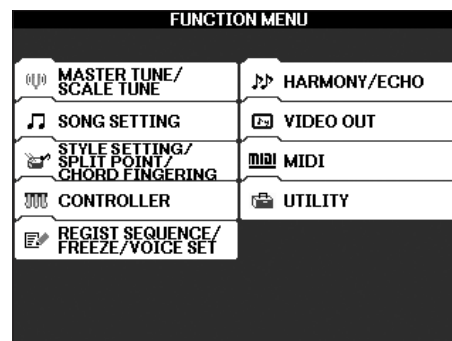 FUNCTION MENU
MASTER TUNE/
SCALE TUNE
SONG SETTING
STYLE SETTING/
SPLIT POINT/
CHORD FINGERING
CONTROLLER
REGIST SEQUENCE/
FREEZE/VOICE SET
HARMONY/ECHO
VIDEO OUT
MIDI MIDI
UTILITY